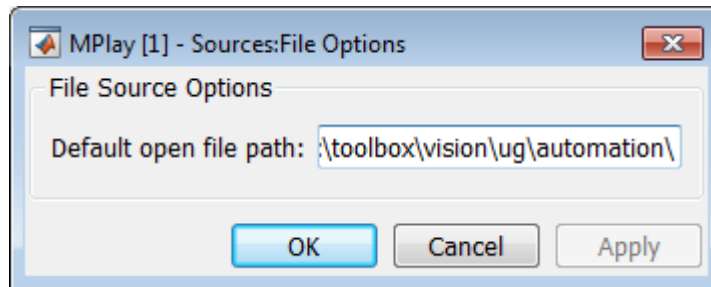 MPlay [1] - Sources:File Options
File Source Options
Default open file path: :\toolbox\vision\ug\automation\
OK Cancel Apply